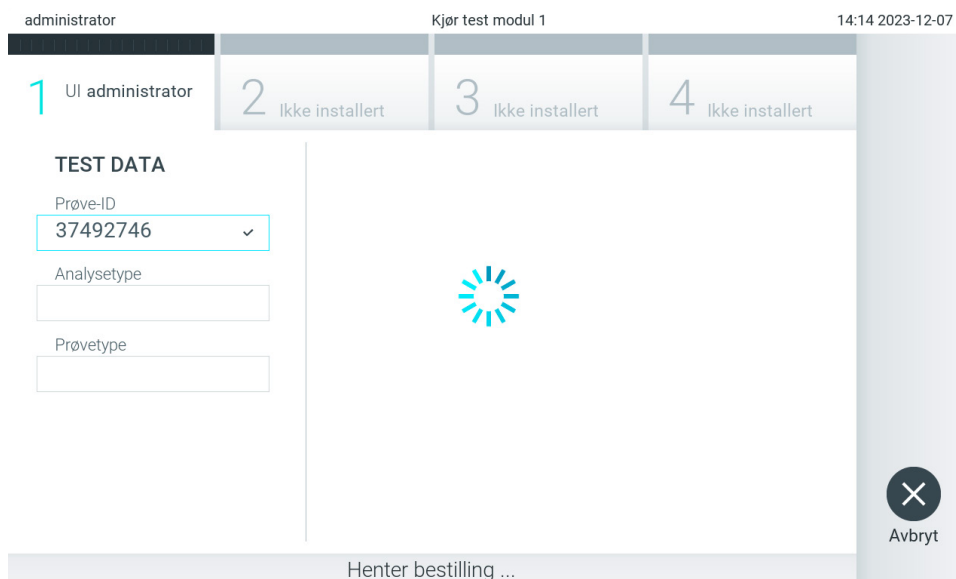 administrator Kjør test modul 1 14:14 2023-12-07
1 UI administrator 2 Ikke installert 3 Ikke installert 4 Ikke installert
TEST DATA
Prøve-ID
37492746
Analysetype
Prøvetype
Avbryt
Henter bestilling ...